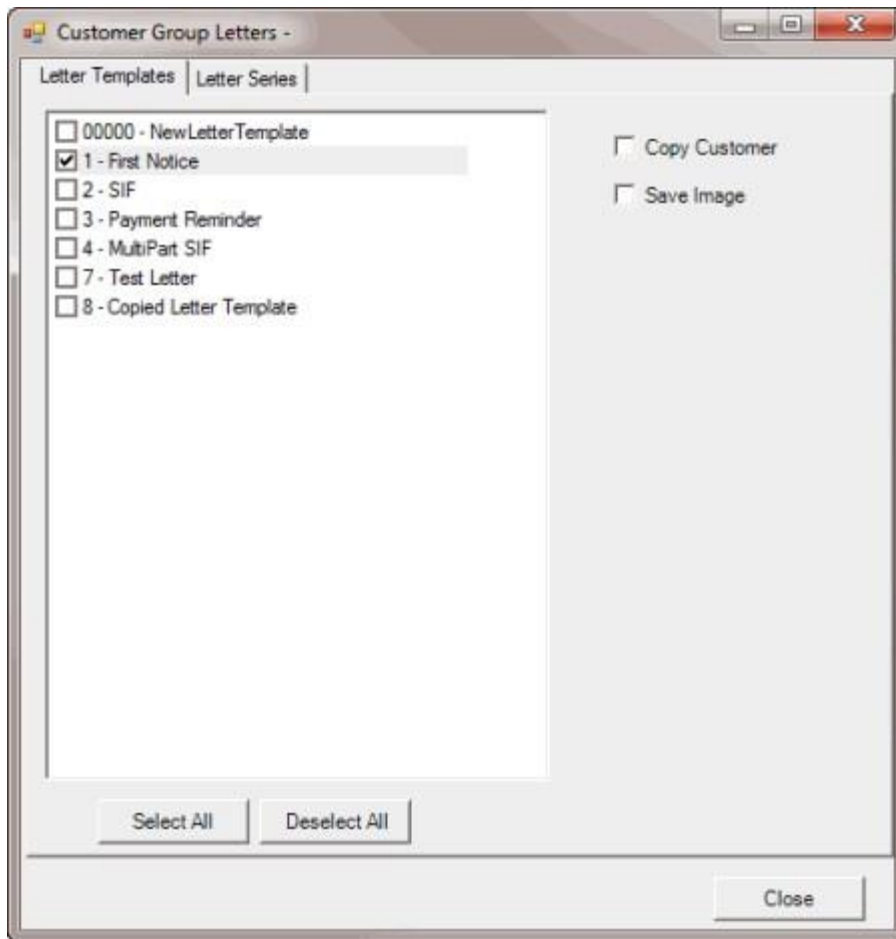 Customer Group Letters -
Letter Templates Letter Series
00000 - NewLetterTemplate
1 - First Notice
2 - SIF
3 - Payment Reminder
4 - MultiPart SIF
7 - Test Letter
8 - Copied Letter Template
Copy Customer
Save Image
Select All Deselect All
Close